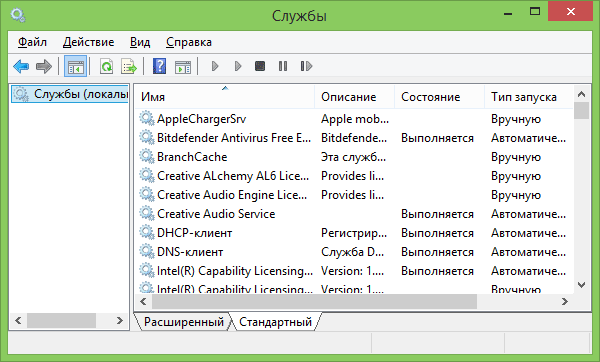 Службы
Файл Действие Вид Справка
Службы (локалы
Имя Описание Состояние Тип запуска
AppleChargerSrv Apple mob... Вручную
Bitdefender Antivirus Free E... Bitdefende... Выполняется Автоматиче...
BranchCache Эта служб... Вручную
Creative ALchemy AL6 Lice... Provides li... Вручную
Creative Audio Engine Lice... Provides li... Вручную
Creative Audio Service Выполняется Автоматиче...
DHCP-клиент Регистрир... Выполняется Автоматиче...
DNS-клиент Служба D... Выполняется Автоматиче...
Intel(R) Capability Licensing... Version: 1.... Выполняется Автоматиче...
Intel(R) Capability Licensing... Version: 1.... Вручную
Расширенный Стандартный